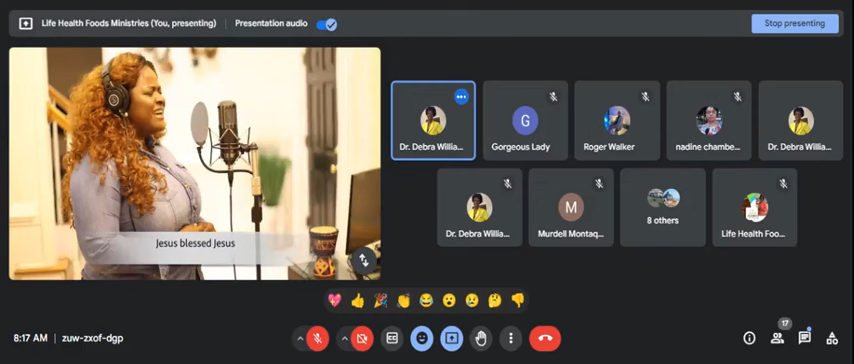 Life Health Foods Ministries (You, presenting)
Presentation audio
Stop presenting
Jesus blessed Jesus
Dr. Debra Willia...
G
Gorgeous Lady
Roger Walker
nadine chambe...
Dr. Debra Willia...
Dr. Debra Willia...
M
Murdell Montaq...
8 others
Life Health Foo...
8:17 AM | zuw-zxof-dgp
CC
17